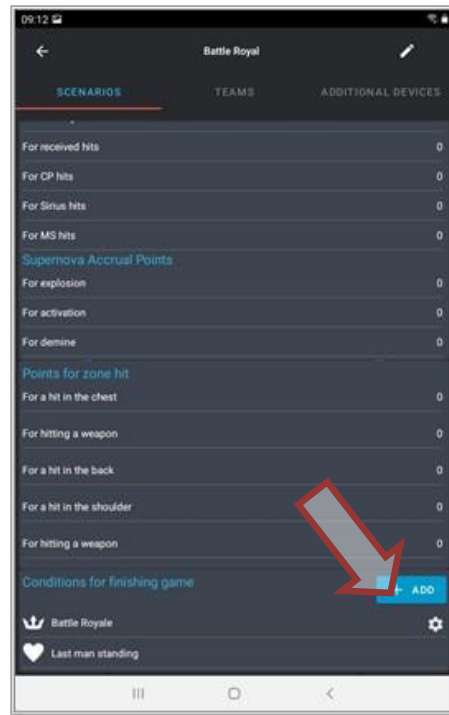 09:12
Battle Royal
SCENARIOS TEAMS ADDITIONAL DEVICES
For received hits 0
For CP hits 0
For Sirius hits 0
For MS hits 0
Supernova Accrual Points
For explosion 0
For activation 0
For demine 0
Points for zone hit
For a hit in the chest 0
For hitting a weapon 0
For a hit in the back 0
For a hit in the shoulder 0
For hitting a weapon 0
Conditions for finishing game
+ ADD
Battle Royale
Last man standing